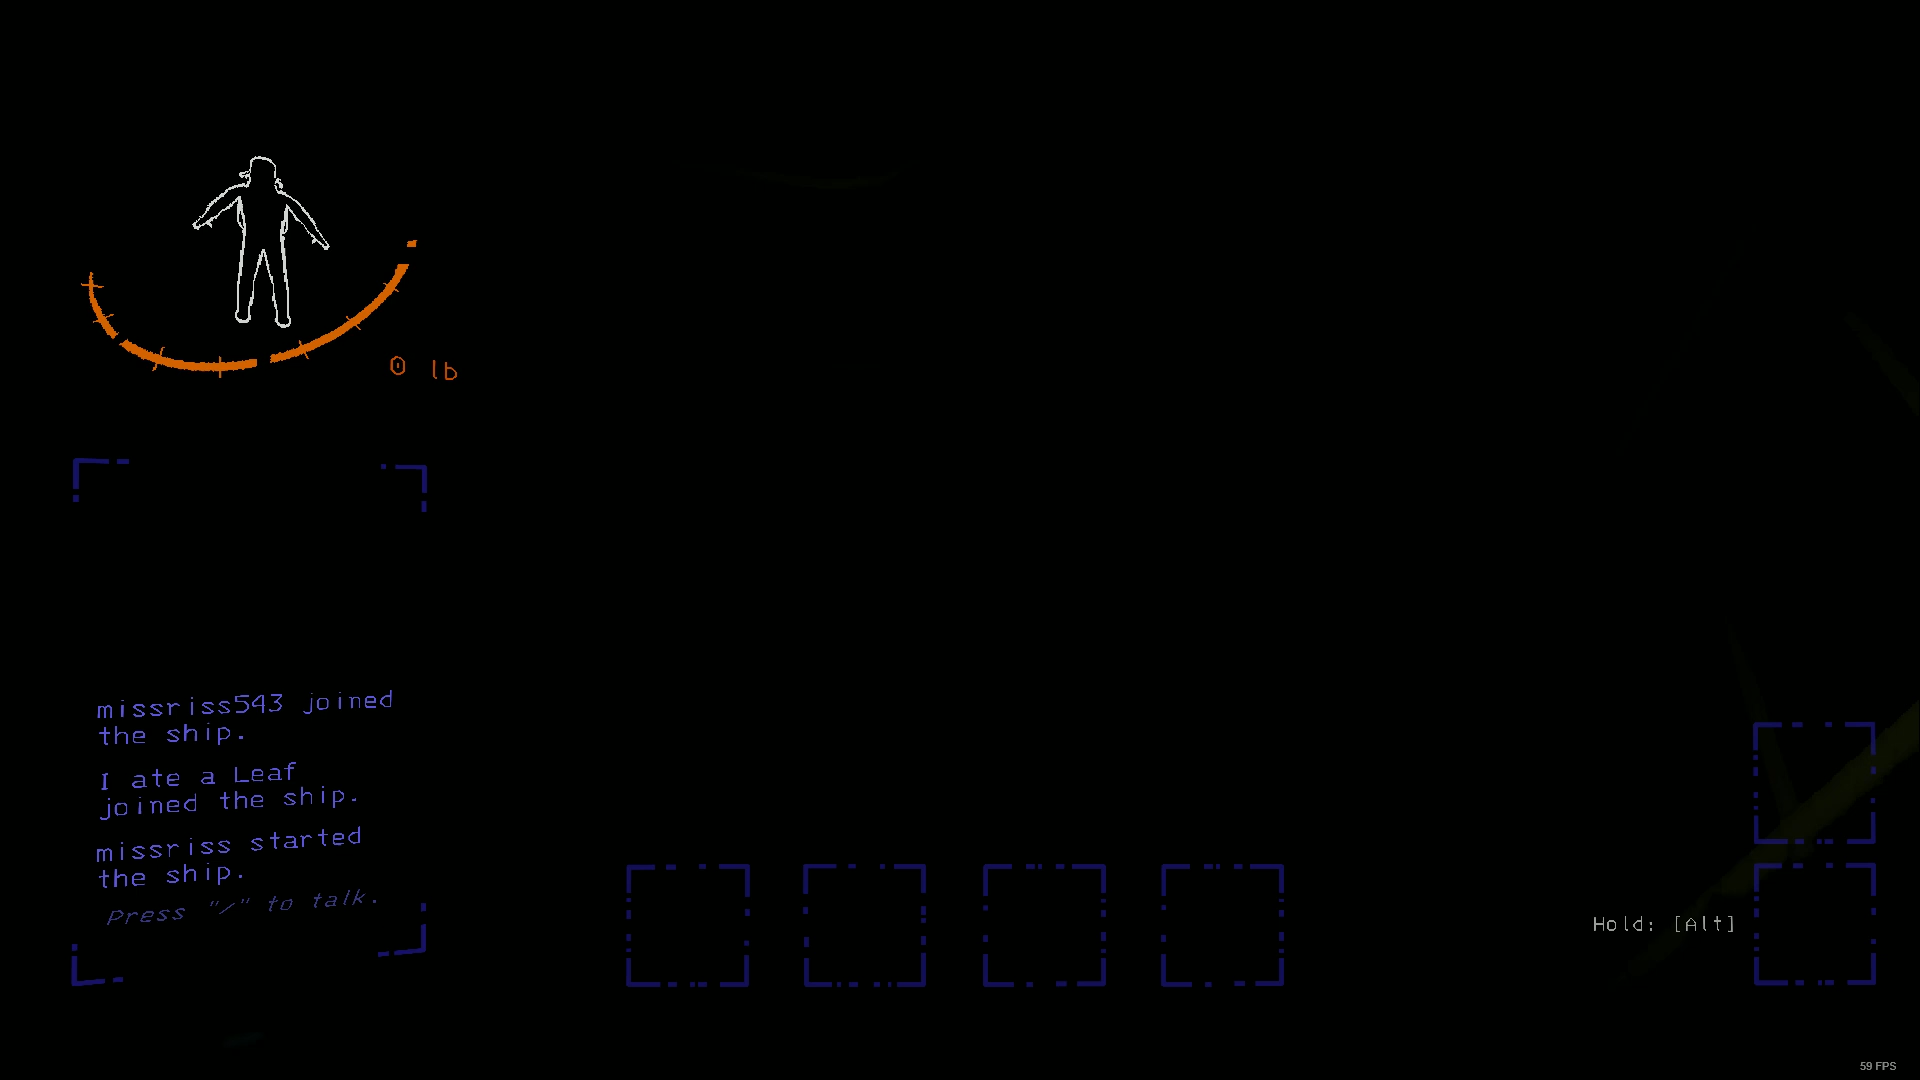 0 lb
missriss543 joined
the ship.
I ate a Leaf
joined the ship.
missriss started
the ship.
Press "/" to talk.
Hold: [Alt]
59 FPS